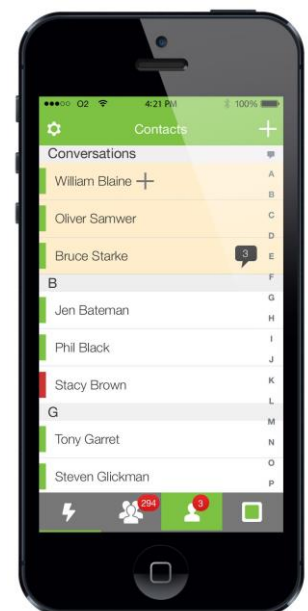 O2 4:21 PM 100%
Contacts
Conversations
William Blaine
A
B
Oliver Samwer
C
D
Bruce Starke
3
E
F
B
G
Jen Bateman
H
I
Phil Black
J
Stacy Brown
K
L
G
M
Tony Garret
N
O
Steven Glickman
P
294
3